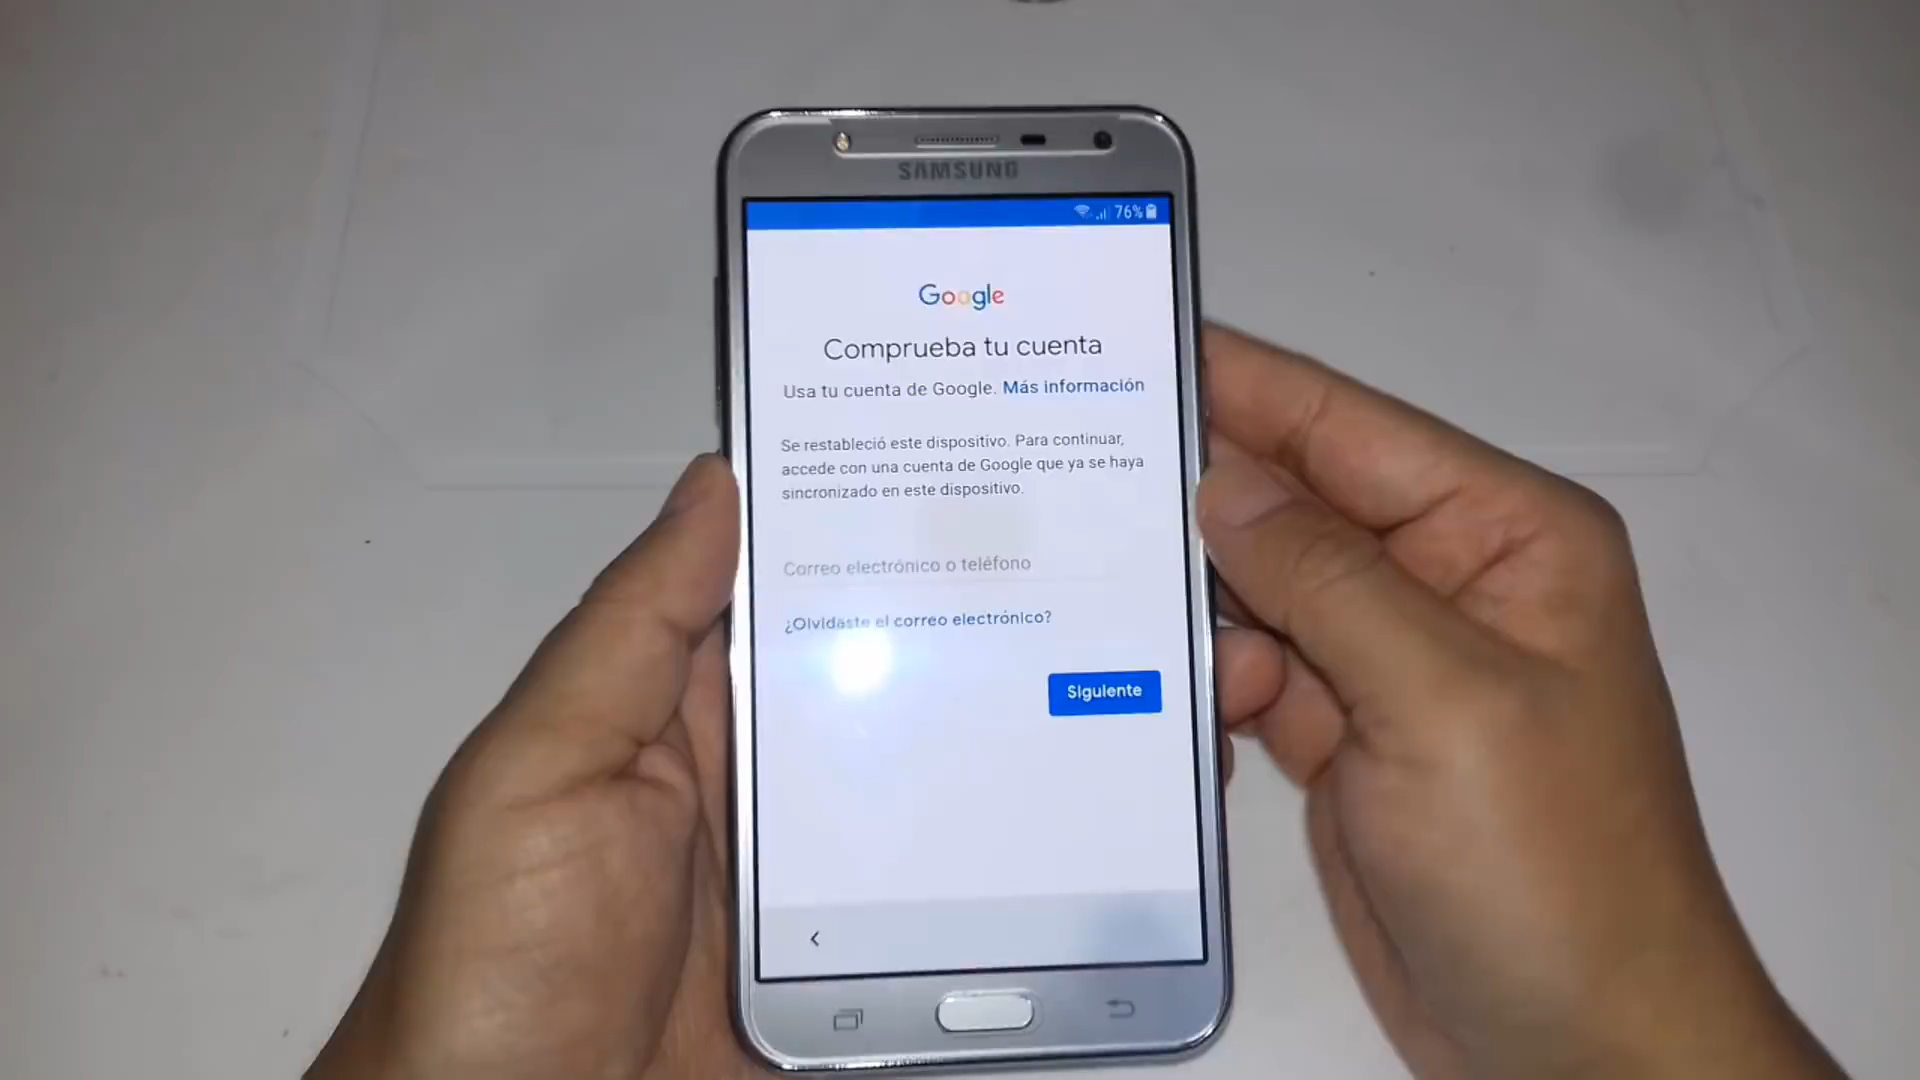 SAMSUNG
76%
Google
Comprueba tu cuenta
Usa tu cuenta de Google. Más información
Se restableció este dispositivo. Para continuar,
accede con una cuenta de Google que ya se haya
sincronizado en este dispositivo.
Correo electrónico o teléfono
¿Olvidaste el correo electrónico?
Siguiente